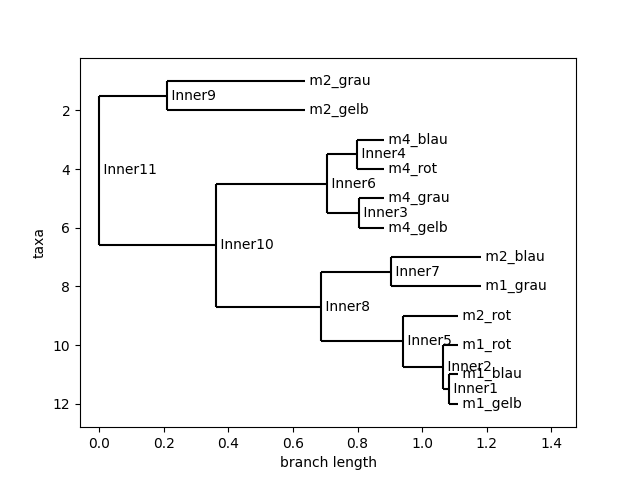 m2_grau
Inner9
m2_gelb
2
m4_blau
Inner4
Inner11
4
m4_rot
Inner6
m4_grau
Inner3
6
m4_gelb
Inner10
taxa
m2_blau
Inner7
8
m1_grau
Inner8
m2_rot
Inner5
10
m1_rot
Inner2
m1_blau
Inner1
12
m1_gelb
0.0 0.2 0.4 0.6 0.8 1.0 1.2 1.4
branch length